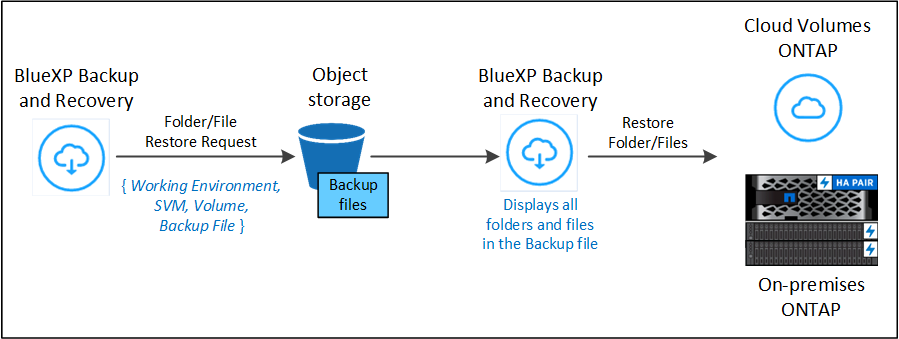 BlueXP Backup
and Recovery
Folder/File
Restore Request
{ Working Environment,
SVM, Volume,
Backup File }
Object
storage
Backup
files
BlueXP Backup
and Recovery
Displays all
folders and files
in the Backup file
Restore
Folder/Files
Cloud Volumes
ONTAP
HA PAIR
On-premises
ONTAP